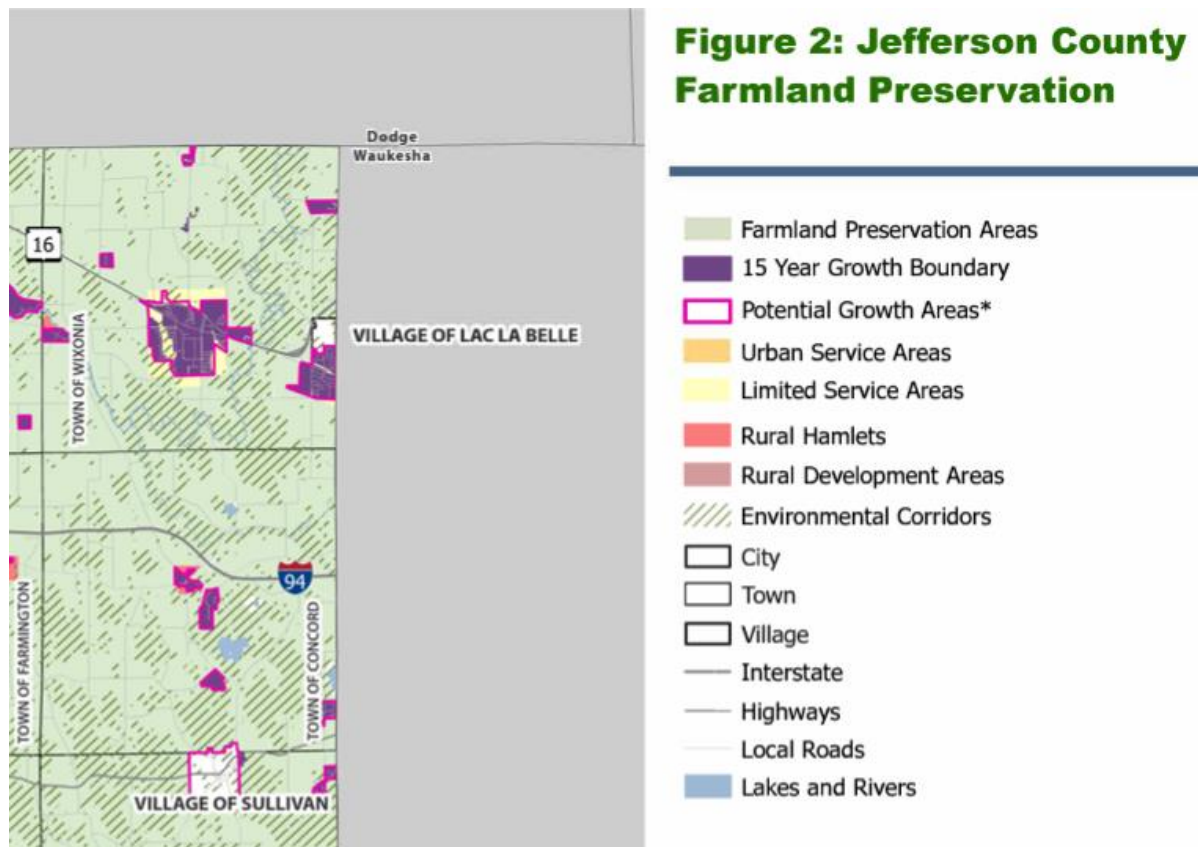 Figure 2: Jefferson County
Farmland Preservation
Dodge
Waukesha
16
TOWN OF WIXONIA
VILLAGE OF LAC LA BELLE
94
TOWN OF FARMINGTON
TOWN OF CONCORD
VILLAGE OF SULLIVAN
Farmland Preservation Areas
15 Year Growth Boundary
Potential Growth Areas*
Urban Service Areas
Limited Service Areas
Rural Hamlets
Rural Development Areas
Environmental Corridors
City
Town
Village
Interstate
Highways
Local Roads
Lakes and Rivers